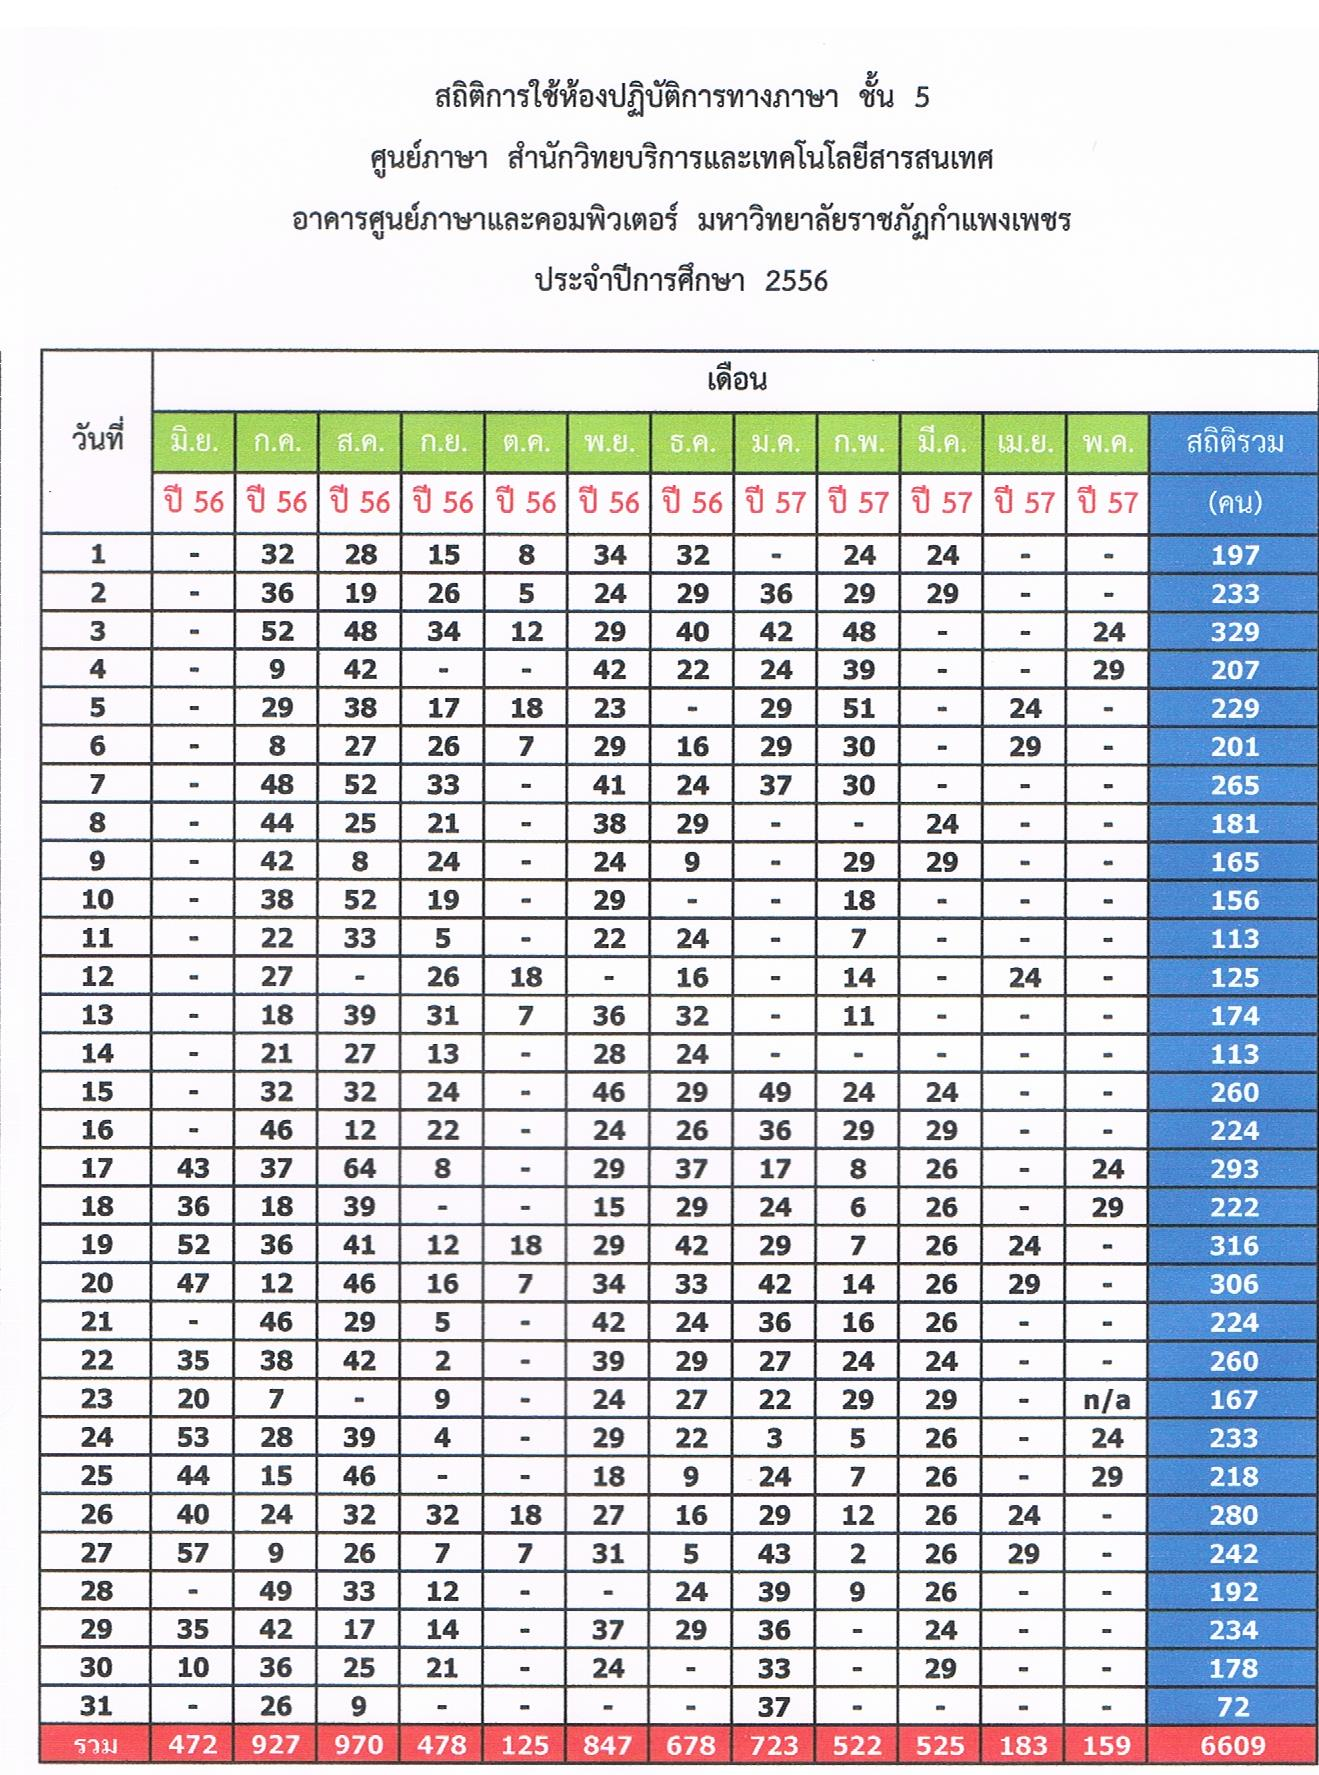 สถิติการใช้ห้องปฏิบัติการทางภาษา ชั้น 5
ศูนย์ภาษา สำนักวิทยบริการและเทคโนโลยีสารสนเทศ
อาคารศูนย์ภาษาและคอมพิวเตอร์ มหาวิทยาลัยราชภัฏกำแพงเพชร
ประจำปีการศึกษา 2556
วันที่ เดือน
มิ.ย. ก.ค. ส.ค. ก.ย. ต.ค. พ.ย. ธ.ค. ม.ค. ก.พ. มี.ค. เม.ย. พ.ค. สถิติรวม
ปี 56 ปี 56 ปี 56 ปี 56 ปี 56 ปี 56 ปี 56 ปี 57 ปี 57 ปี 57 ปี 57 ปี 57 (คน)
1 - 32 28 15 8 34 32 - 24 24 - - 197
2 - 36 19 26 5 24 29 36 29 29 - - 233
3 - 52 48 34 12 29 40 42 48 - - 24 329
4 - 9 42 - - 42 22 24 39 - - 29 207
5 - 29 38 17 18 23 - 29 51 - 24 - 229
6 - 8 27 26 7 29 16 29 30 - 29 - 201
7 - 48 52 33 - 41 24 37 30 - - - 265
8 - 44 25 21 - 38 29 - - 24 - - 181
9 - 42 8 24 - 24 9 - 29 29 - - 165
10 - 38 52 19 - 29 - - 18 - - - 156
11 - 22 33 5 - 22 24 - 7 - - - 113
12 - 27 - 26 18 - 16 - 14 - 24 - 125
13 - 18 39 31 7 36 32 - 11 - - - 174
14 - 21 27 13 - 28 24 - - - - - 113
15 - 32 32 24 - 46 29 49 24 24 - - 260
16 - 46 12 22 - 24 26 36 29 29 - - 224
17 43 37 64 8 - 29 37 17 8 26 - 24 293
18 36 18 39 - - 15 29 24 6 26 - 29 222
19 52 36 41 12 18 29 42 29 7 26 24 - 316
20 47 12 46 16 7 34 33 42 14 26 29 - 306
21 - 46 29 5 - 42 24 36 16 26 - - 224
22 35 38 42 2 - 39 29 27 24 24 - - 260
23 20 7 - 9 - 24 27 22 29 29 - n/a 167
24 53 28 39 4 - 29 22 3 5 26 - 24 233
25 44 15 46 - - 18 9 24 7 26 - 29 218
26 40 24 32 32 18 27 16 29 12 26 24 - 280
27 57 9 26 7 7 31 5 43 2 26 29 - 242
28 - 49 33 12 - - 24 39 9 26 - - 192
29 35 42 17 14 - 37 29 36 - 24 - - 234
30 10 36 25 21 - 24 - 33 - 29 - - 178
31 - 26 9 - - - - 37 - - - - 72
รวม 472 927 970 478 125 847 678 723 522 525 183 159 6609